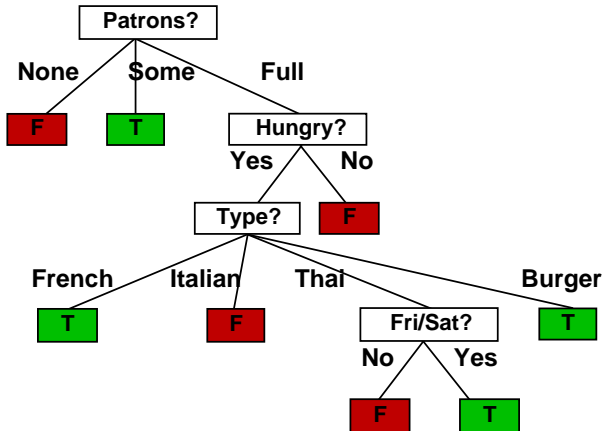 Patrons?
None Some Full
F T Hungry?
Yes No
Type? F
French Italian Thai Burger
T F Fri/Sat? T
No Yes
F T